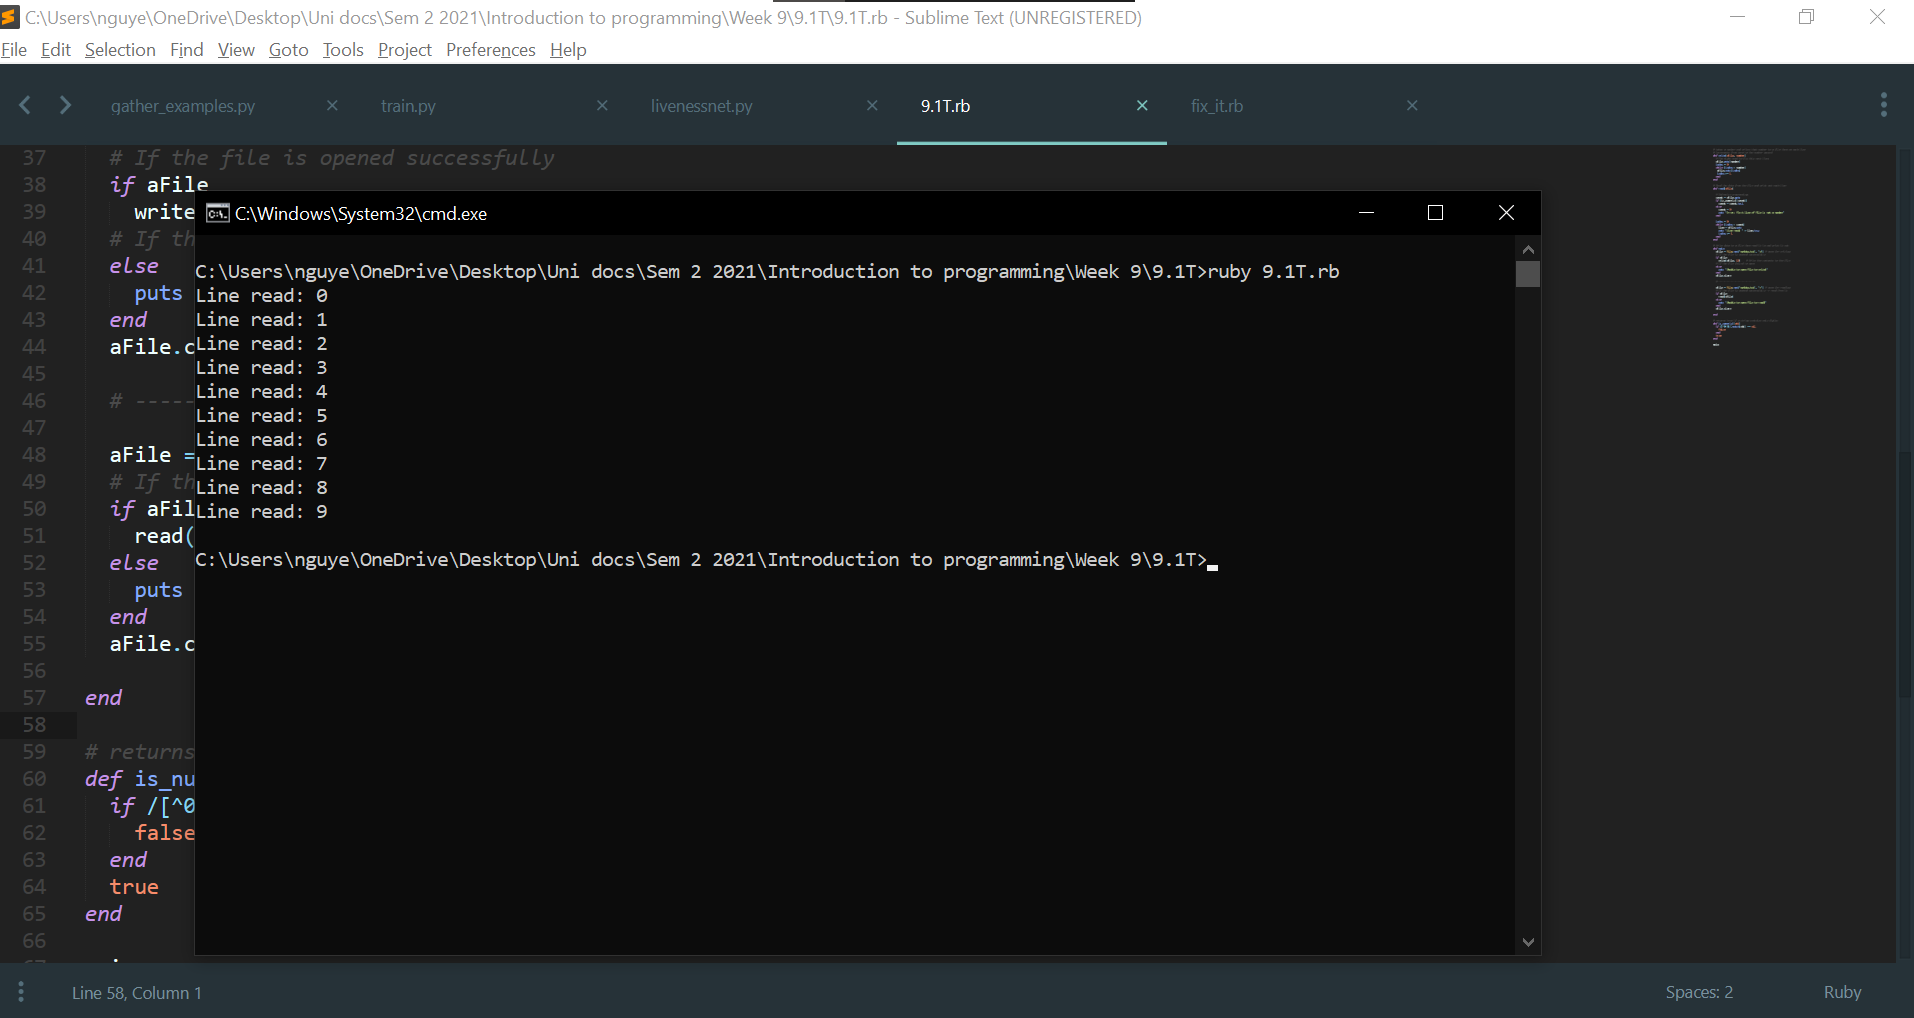 C:\Users\nguye\OneDrive\Desktop\Uni docs\Sem 2 2021\Introduction to programming\Week 9\9.1T\9.1T.rb - Sublime Text (UNREGISTERED)
File Edit Selection Find View Goto Tools Project Preferences Help
gather_examples.py train.py livenessnet.py 9.1T.rb fix_it.rb
37 # If the file is opened successfully
38 if aFile
39 write
40 # If th
41 else
42 puts
43 end
44 aFile.c
45
46 # -----
47
48 aFile =
49 # If th
50 if aFil
51 read(
52 else
53 puts
54 end
55 aFile.c
56
57 end
58
59 # returns
60 def is_nu
61 if /[^0
62 false
63 end
64 true
65 end
66
C:\Windows\System32\cmd.exe
C:\Users\nguye\OneDrive\Desktop\Uni docs\Sem 2 2021\Introduction to programming\Week 9\9.1T>ruby 9.1T.rb
Line read: 0
Line read: 1
Line read: 2
Line read: 3
Line read: 4
Line read: 5
Line read: 6
Line read: 7
Line read: 8
Line read: 9
C:\Users\nguye\OneDrive\Desktop\Uni docs\Sem 2 2021\Introduction to programming\Week 9\9.1T>
Line 58, Column 1 Spaces: 2 Ruby